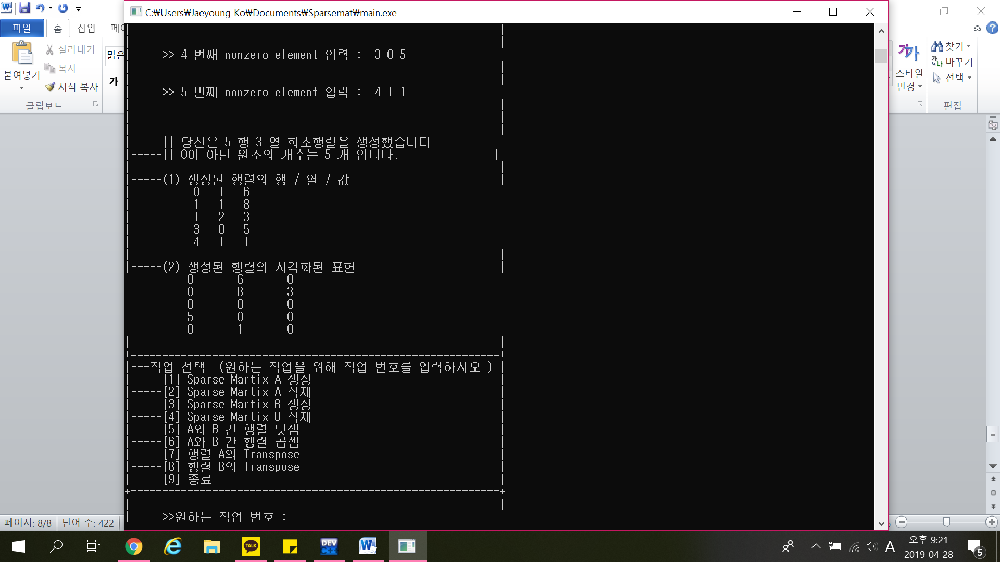 C:₩Users₩Jaeyoung Ko₩Documents₩Sparsemat₩main.exe
파일 홈 삽입
붙여넣기
잘라내기
복사
서식 복사
클립보드
맑은
가
가가
스타일
변경
찾기
바꾸기
선택
편집
>> 4 번째 nonzero element 입력 : 3 0 5
>> 5 번째 nonzero element 입력 : 4 1 1
|-----|| 당신은 5 행 3 열 희소행렬을 생성했습니다
|-----|| 0이 아닌 원소의 개수는 5 개 입니다. |
|-----(1) 생성된 행렬의 행 / 열 / 값 |
0 1 6
1 1 8
1 2 3
3 0 5
4 1 1
|-----(2) 생성된 행렬의 시각화된 표현 |
0 6 0
0 8 3
0 0 0
5 0 0
0 1 0
+===========================================================+
|---작업 선택 (원하는 작업을 위해 작업 번호를 입력하시오 ) |
|-----[1] Sparse Martix A 생성 |
|-----[2] Sparse Martix A 삭제 |
|-----[3] Sparse Martix B 생성 |
|-----[4] Sparse Martix B 삭제 |
|-----[5] A와 B 간 행렬 덧셈 |
|-----[6] A와 B 간 행렬 곱셈 |
|-----[7] 행렬 A의 Transpose |
|-----[8] 행렬 B의 Transpose |
|-----[9] 종료 |
+===========================================================+
| >>원하는 작업 번호 :
페이지: 8/8 단어 수: 422
TALK
DEV C++
A
오후 9:21
2019-04-28
5